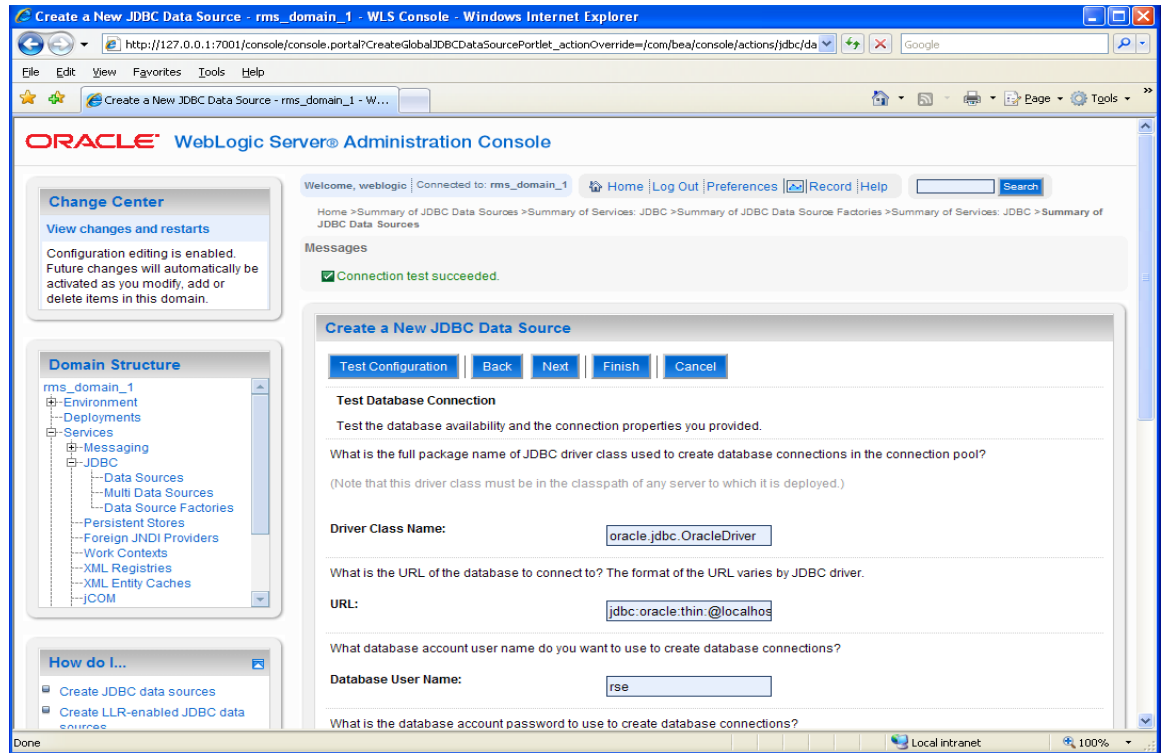 Create a New JDBC Data Source - rms_domain_1 - WLS Console - Windows Internet Explorer
http://127.0.0.1:7001/console/console.portal?CreateGlobalJDBCDataSourcePortlet_actionOverride=/com/bea/console/actions/jdbc/da
Google
File Edit View Favorites Tools Help
Create a New JDBC Data Source - rms_domain_1 - W...
Page Tools »
ORACLE WebLogic Server® Administration Console
Change Center
View changes and restarts
Configuration editing is enabled.
Future changes will automatically be
activated as you modify, add or
delete items in this domain.
Domain Structure
rms_domain_1
Environment
Deployments
Services
Messaging
JDBC
Data Sources
Multi Data Sources
Data Source Factories
Persistent Stores
Foreign JNDI Providers
Work Contexts
XML Registries
XML Entity Caches
jCOM
How do I...
Create JDBC data sources
Create LLR-enabled JDBC data
sources
Welcome, weblogic Connected to: rms_domain_1 Home Log Out Preferences Record Help Search
Home >Summary of JDBC Data Sources >Summary of Services: JDBC >Summary of JDBC Data Source Factories >Summary of Services: JDBC >Summary of
JDBC Data Sources
Messages
Connection test succeeded.
Create a New JDBC Data Source
Test Configuration Back Next Finish Cancel
Test Database Connection
Test the database availability and the connection properties you provided.
What is the full package name of JDBC driver class used to create database connections in the connection pool?
(Note that this driver class must be in the classpath of any server to which it is deployed.)
Driver Class Name: oracle.jdbc.OracleDriver
What is the URL of the database to connect to? The format of the URL varies by JDBC driver.
URL: jdbc:oracle:thin:@localhos
What database account user name do you want to use to create database connections?
Database User Name: rse
What is the database account password to use to create database connections?
Done Local intranet 100%